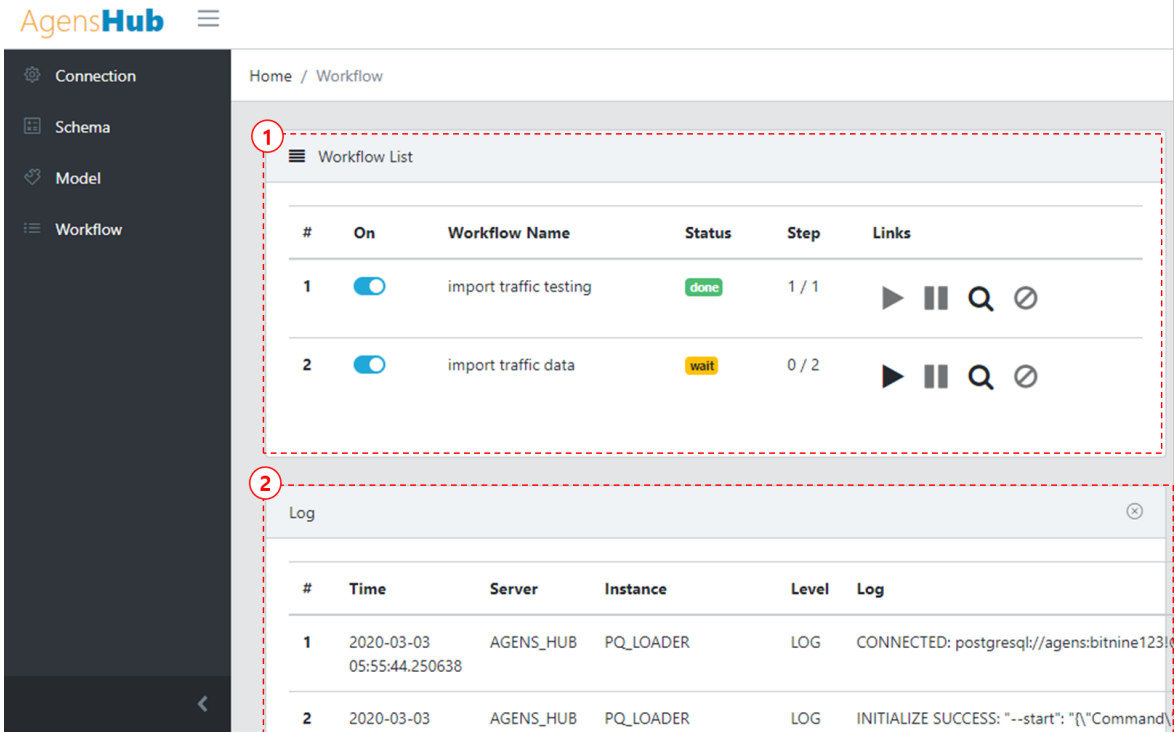 AgensHub
Connection
Schema
Model
Workflow
Home / Workflow
1
Workflow List
# On Workflow Name Status Step Links
1 import traffic testing done 1 / 1
2 import traffic data wait 0 / 2
2
Log
# Time Server Instance Level Log
1 2020-03-03 AGENS_HUB PQ_LOADER LOG CONNECTED: postgresql://agens:bitnine123!
05:55:44.250638
2 2020-03-03 AGENS_HUB PQ_LOADER LOG INITIALIZE SUCCESS: "--start": "{\"Command\